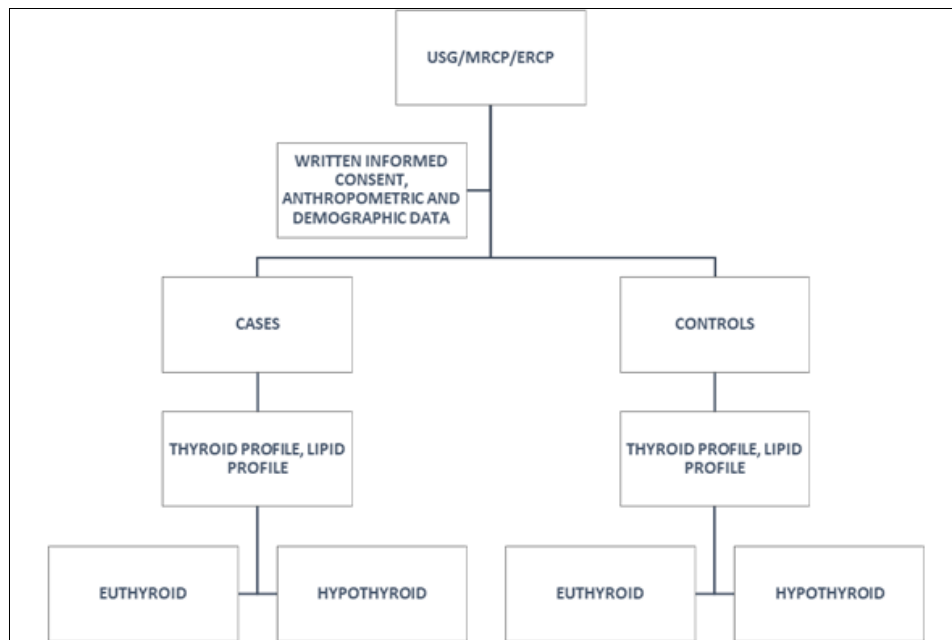 USG/MRCP/ERCP
WRITTEN INFORMED
CONSENT,
ANTHROPOMETRIC AND
DEMOGRAPHIC DATA
CASES
CONTROLS
THYROID PROFILE, LIPID
PROFILE
THYROID PROFILE, LIPID
PROFILE
EUTHYROID
HYPOTHYROID
EUTHYROID
HYPOTHYROID